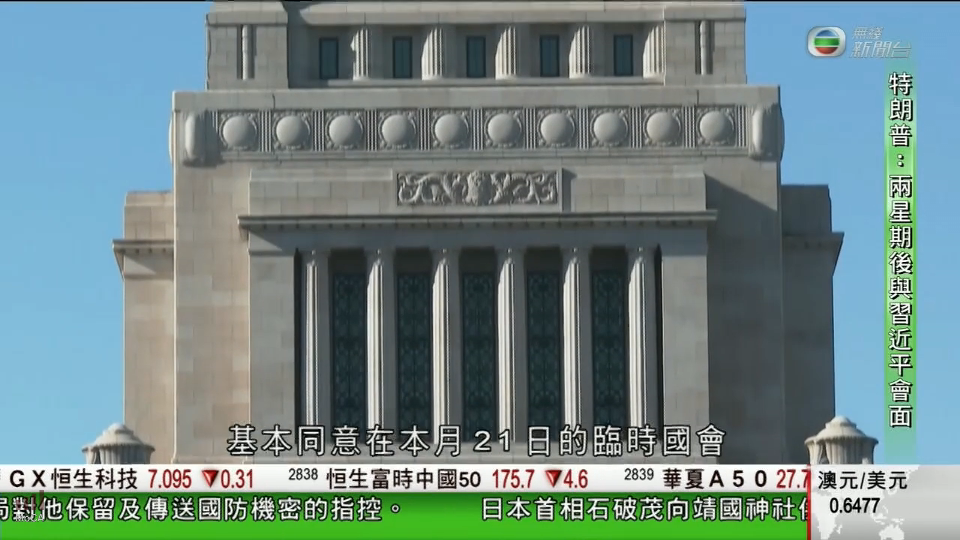 無綫
新聞台
特朗普：兩星期後與習近平會面
基本同意在本月21日的臨時國會
GX恒生科技 7.095 ▼0.31 2838 恒生富時中國50 175.7 ▼4.6 2839 華夏A50 27.7
澳元/美元
0.6477
對他保留及傳送國防機密的指控。 日本首相石破茂向靖國神社